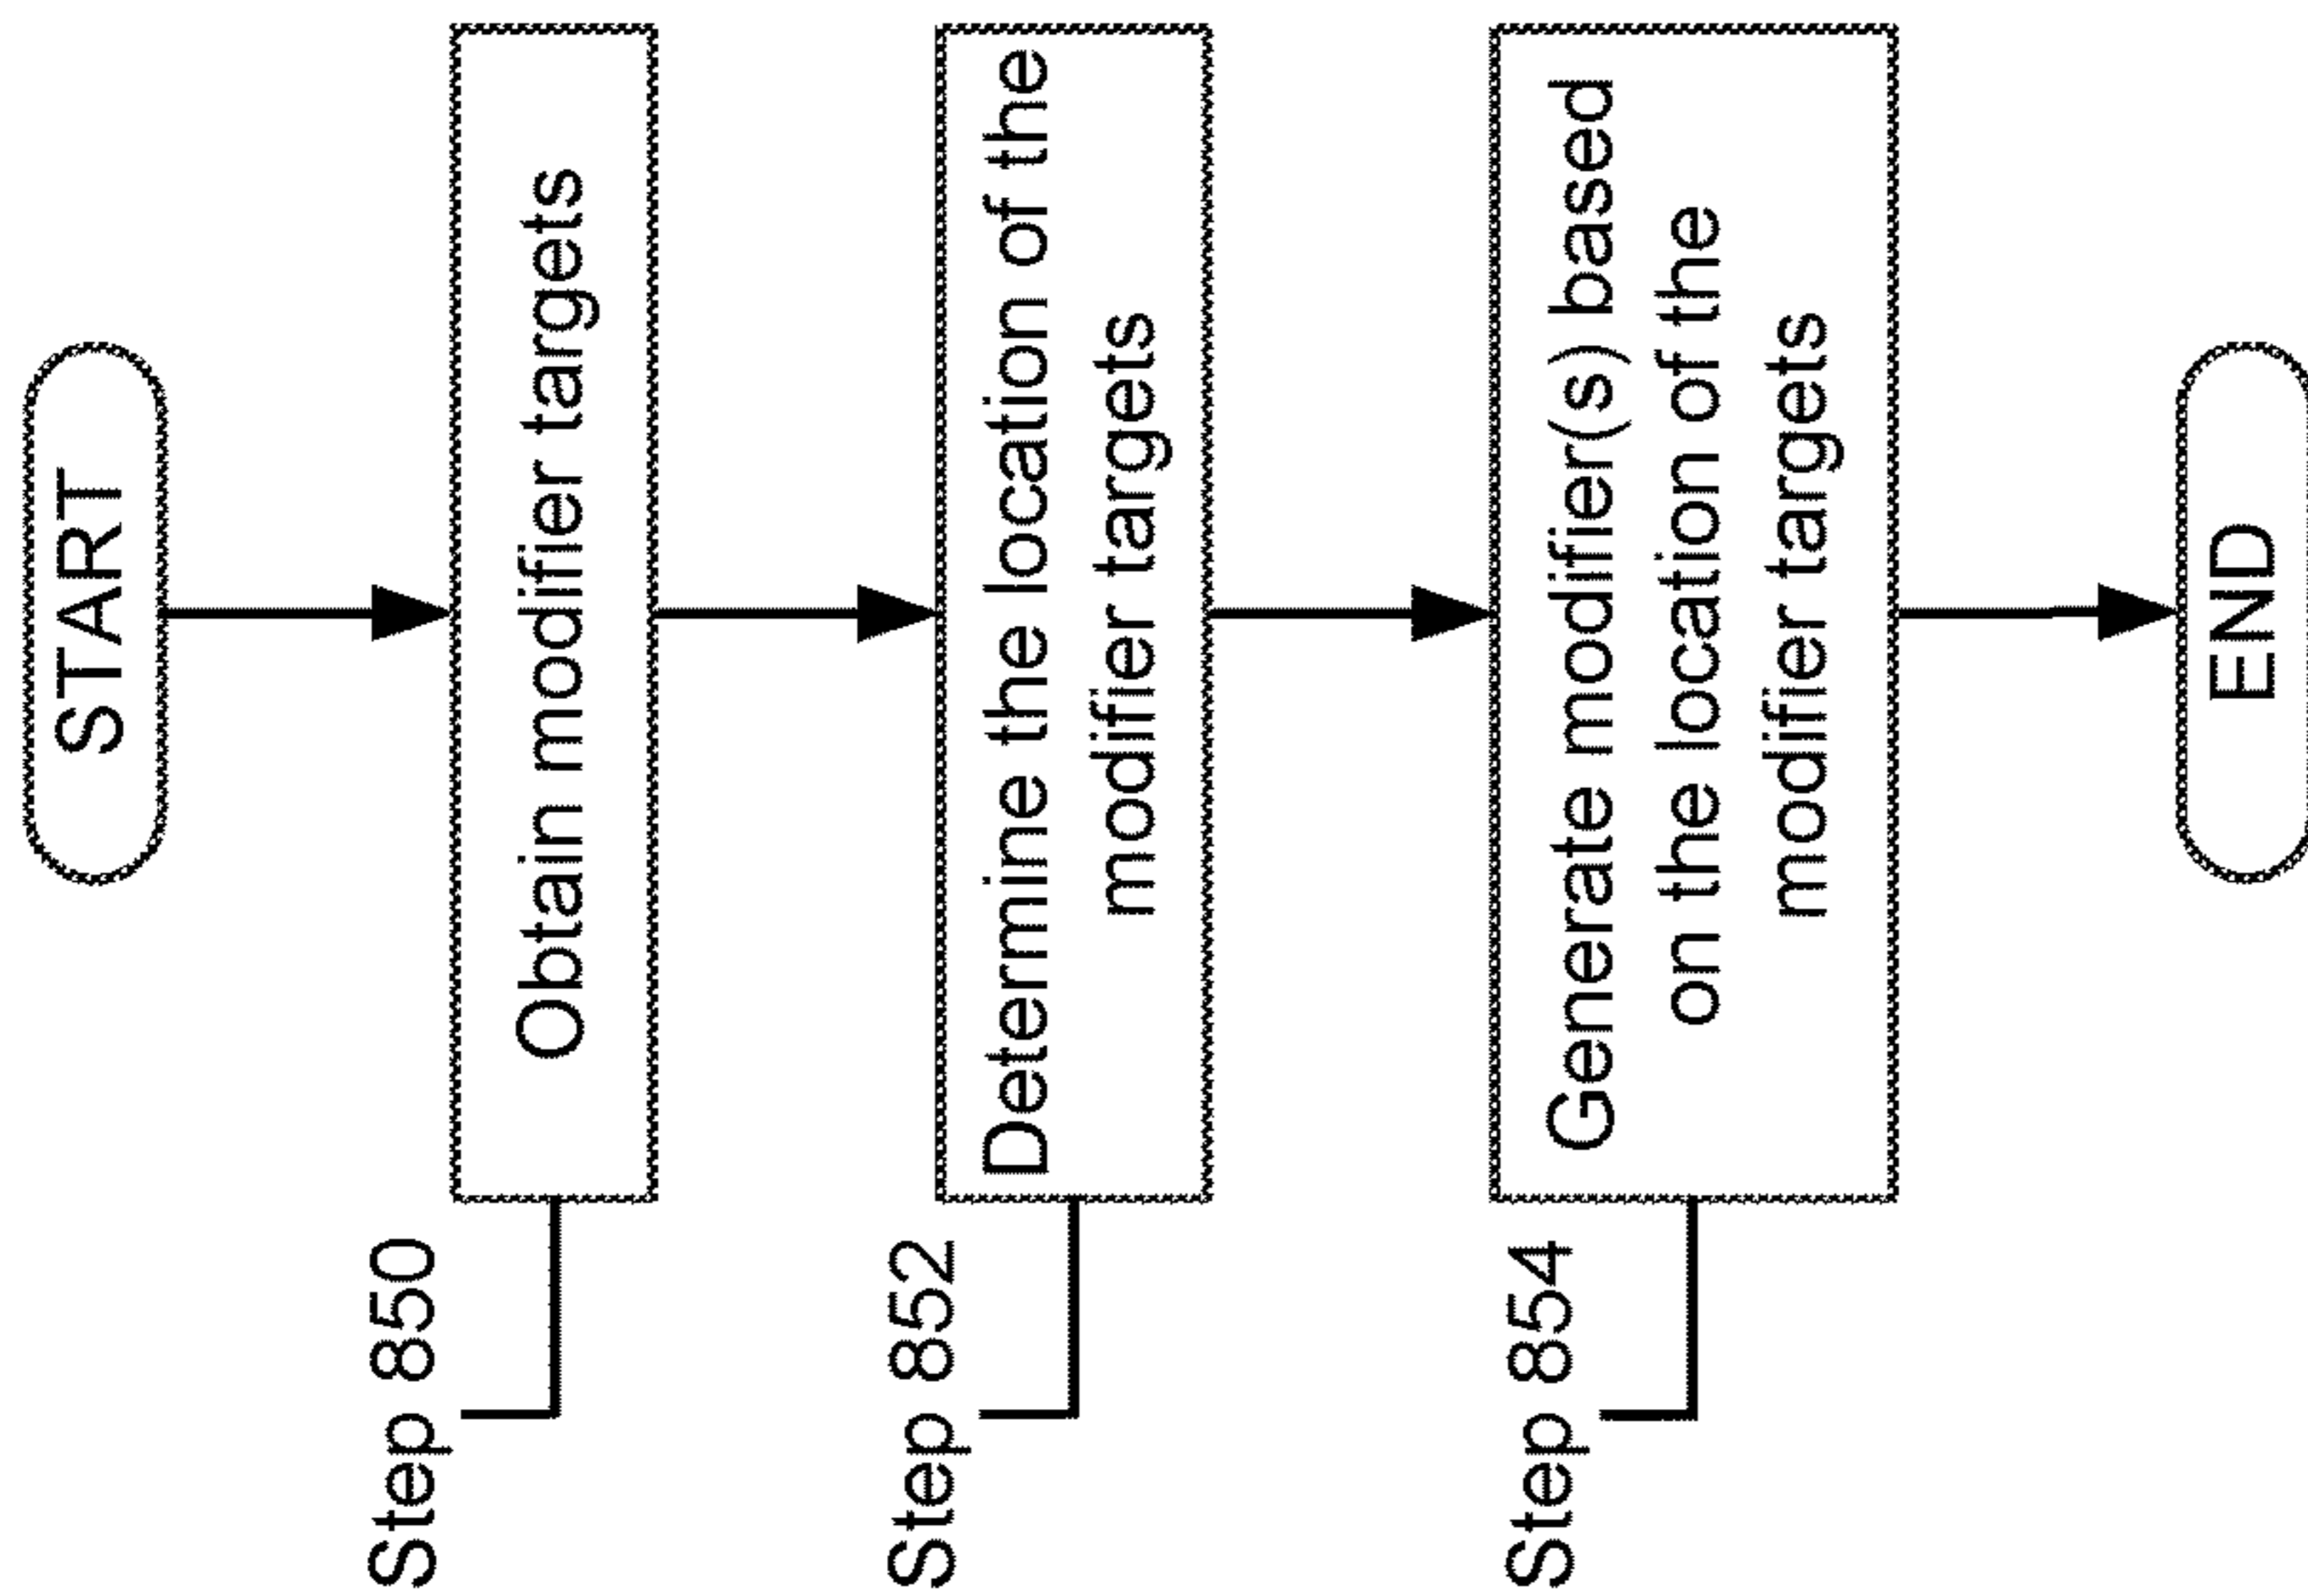 START
Step 850
Obtain modifier targets
Step 852
Determine the location of the
modifier targets
Step 854
Generate modifier(s) based
on the location of the
modifier targets
END